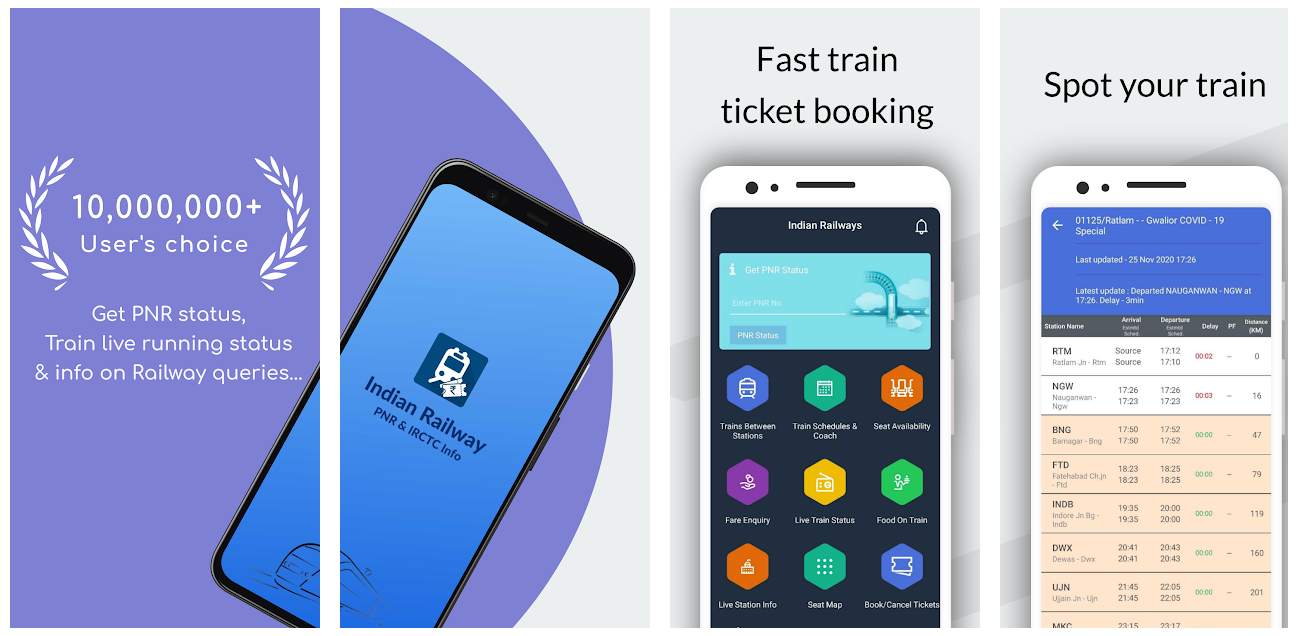 10,000,000+
User's choice
Get PNR status,
Train live running status
& info on Railway queries...
Indian Railway
PNR & IRCTC Info
Fast train
ticket booking
Indian Railways
Get PNR Status
Enter PNR No
PNR Status
Trains Between
Stations
Train Schedules &
Coach
Seat Availability
Fare Enquiry
Live Train Status
Food On Train
Live Station Info
Seat Map
Book/Cancel Tickets
Spot your train
01125/Ratlam - - Gwalior COVID - 19
Special
Last updated - 25 Nov 2020 17:26
Latest update : Departed NAUGANWAN - NGW at
17:26. Delay - 3min
Station Name Arrival Estmtd Sched. Departure Estmtd Sched. Delay PF Distance (KM)
RTM Source 17:12
Ratlam Jn - Rtm Source 17:10 00:02 -- 0
NGW 17:26 17:26
Nauganwan - Ngw 17:23 17:23 00:03 -- 16
BNG 17:50 17:52
Barnagar - Bng 17:50 17:52 00:00 -- 47
FTD 18:23 18:25
Fatehabad Ch.jn - Ftd 18:23 18:25 00:00 -- 79
INDB 19:35 20:00
Indore Jn Bg - Indb 19:35 20:00 00:00 -- 119
DWX 20:41 20:43
Dewas - Dwx 20:41 20:43 00:00 -- 160
UJN 21:45 22:05
Ujjain Jn - Ujn 21:45 22:05 00:00 -- 201
MKC 23:15 23:17